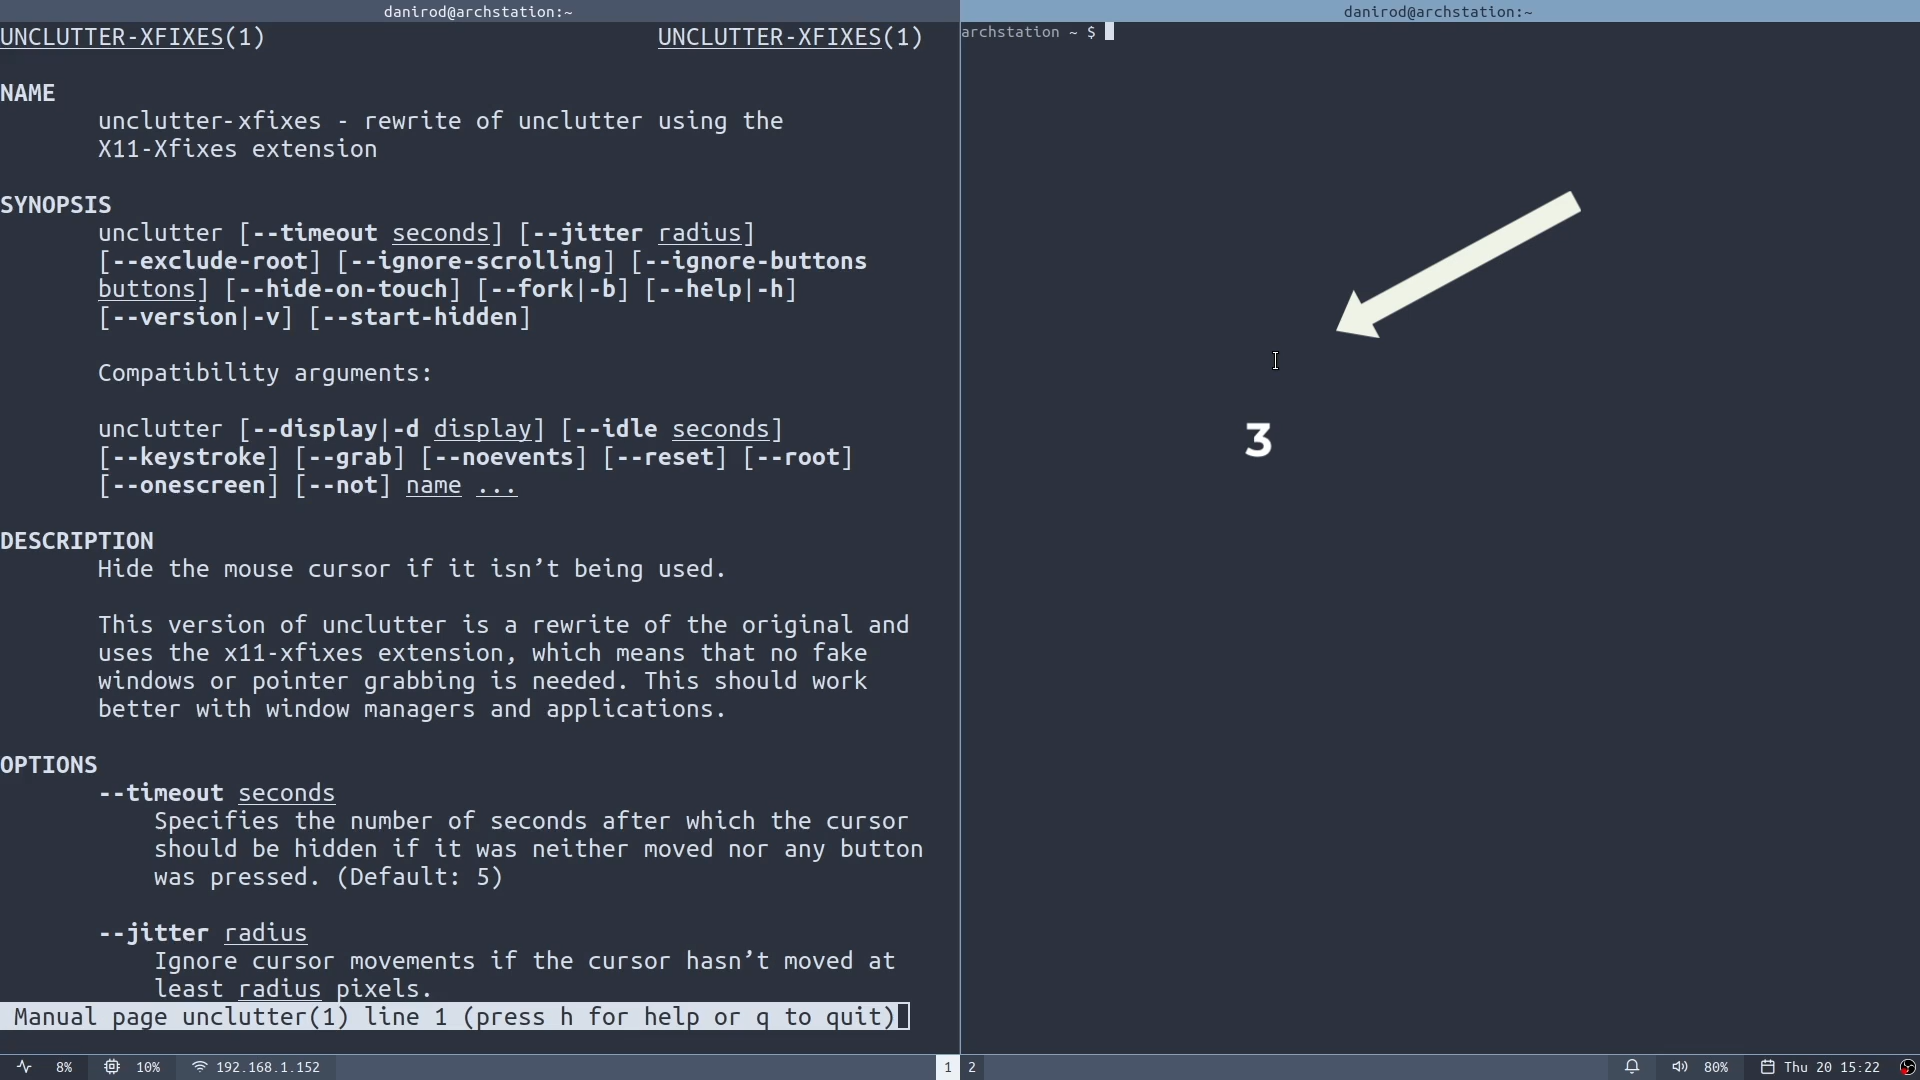 danirod@archstation:~
UNCLUTTER-XFIXES(1) UNCLUTTER-XFIXES(1)
NAME
unclutter-xfixes - rewrite of unclutter using the
X11-Xfixes extension
SYNOPSIS
unclutter [--timeout seconds] [--jitter radius]
[--exclude-root] [--ignore-scrolling] [--ignore-buttons
buttons] [--hide-on-touch] [--fork|-b] [--help|-h]
[--version|-v] [--start-hidden]
Compatibility arguments:
unclutter [--display|-d display] [--idle seconds]
[--keystroke] [--grab] [--noevents] [--reset] [--root]
[--onescreen] [--not] name ...
DESCRIPTION
Hide the mouse cursor if it isn’t being used.
This version of unclutter is a rewrite of the original and
uses the x11-xfixes extension, which means that no fake
windows or pointer grabbing is needed. This should work
better with window managers and applications.
OPTIONS
--timeout seconds
Specifies the number of seconds after which the cursor
should be hidden if it was neither moved nor any button
was pressed. (Default: 5)
--jitter radius
Ignore cursor movements if the cursor hasn’t moved at
least radius pixels.
Manual page unclutter(1) line 1 (press h for help or q to quit)
danirod@archstation:~
archstation ~ $
3
8% 10% 192.168.1.152 1 2 80% Thu 20 15:22